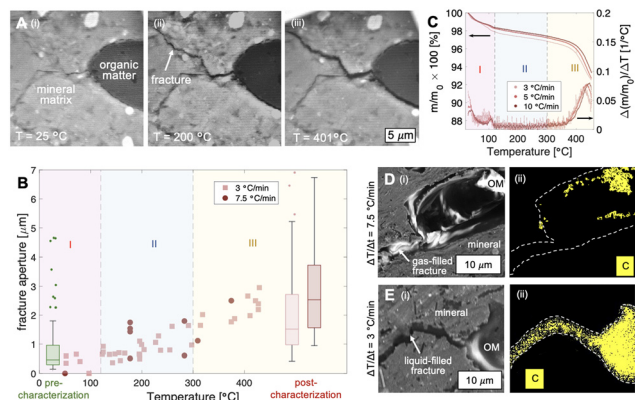 A (i)
organic
matter
mineral
matrix
T = 25 °C
(ii)
fracture
T = 200 °C
(iii)
T = 401°C
5 μm
C
m/m₀ × 100 [%]
100
98
96
94
92
90
88
I
II
III
3 °C/min
5 °C/min
10 °C/min
0.2
0.15
0.1
0.05
0
Δ(m/m₀)/ΔT [1/°C]
100 200 300 400
Temperature [°C]
B
fracture aperture [μm]
7
6
5
4
3
2
1
0
3 °C/min
7.5 °C/min
I
II
III
0 100 200 300 400
pre-
characterization
Temperature [°C]
post-
characterization
D (i)
ΔT/Δt = 7.5 °C/min
OM
mineral
gas-filled
fracture
10 μm
(ii)
C
E (i)
ΔT/Δt = 3 °C/min
mineral
OM
liquid-filled
fracture
10 μm
(ii)
C